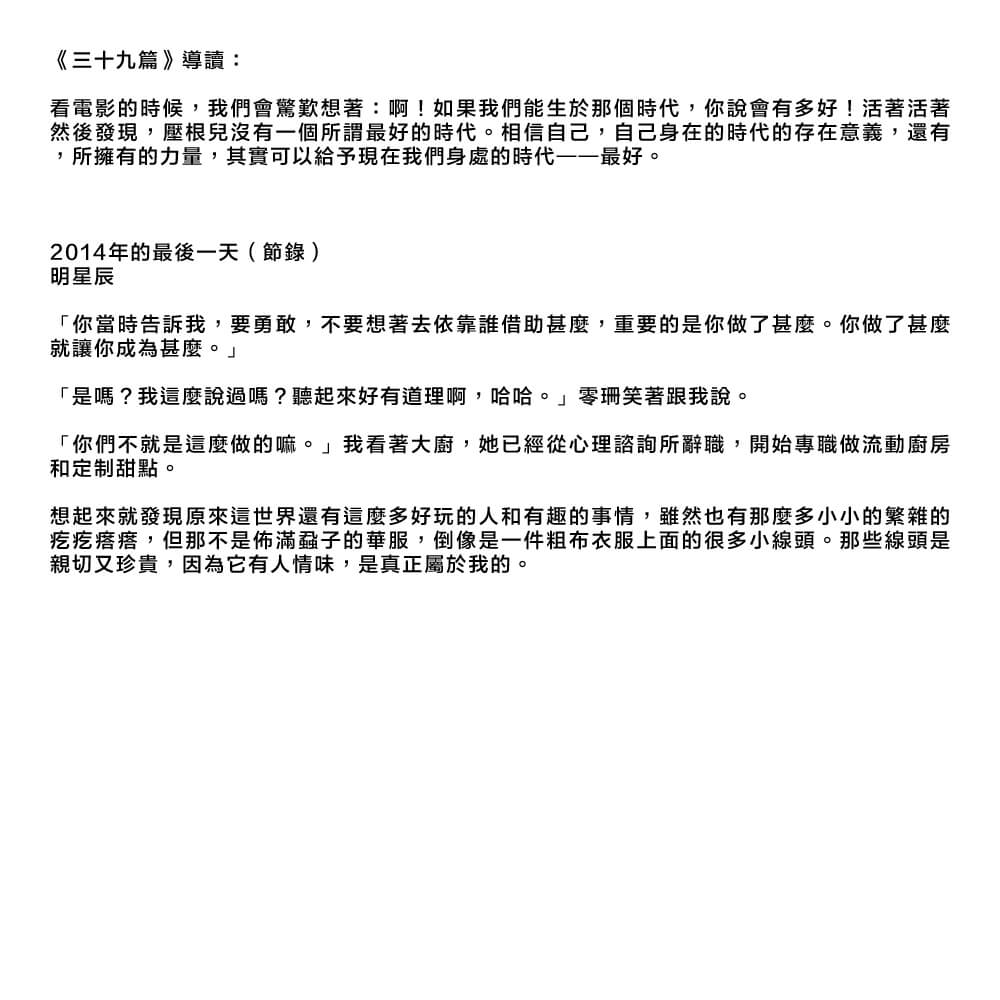 《三十九篇》導讀：
看電影的時候，我們會驚歎想著：啊！如果我們能生於那個時代，你說會有多好！活著活著
然後發現，壓根兒沒有一個所謂最好的時代。相信自己，自己身在的時代的存在意義，還有
，所擁有的力量，其實可以給予現在我們身處的時代——最好。
2014年的最後一天（節錄）
明星辰
「你當時告訴我，要勇敢，不要想著去依靠誰借助甚麼，重要的是你做了甚麼。你做了甚麼
就讓你成為甚麼。」
「是嗎？我這麼說過嗎？聽起來好有道理啊，哈哈。」零珊笑著跟我說。
「你們不就是這麼做的嘛。」我看著大廚，她已經從心理諮詢所辭職，開始專職做流動廚房
和定制甜點。
想起來就發現原來這世界還有這麼多好玩的人和有趣的事情，雖然也有那麼多小小的繁雜的
疙疙瘩瘩，但那不是佈滿蝨子的華服，倒像是一件粗布衣服上面的很多小線頭。那些線頭是
親切又珍貴，因為它有人情味，是真正屬於我的。